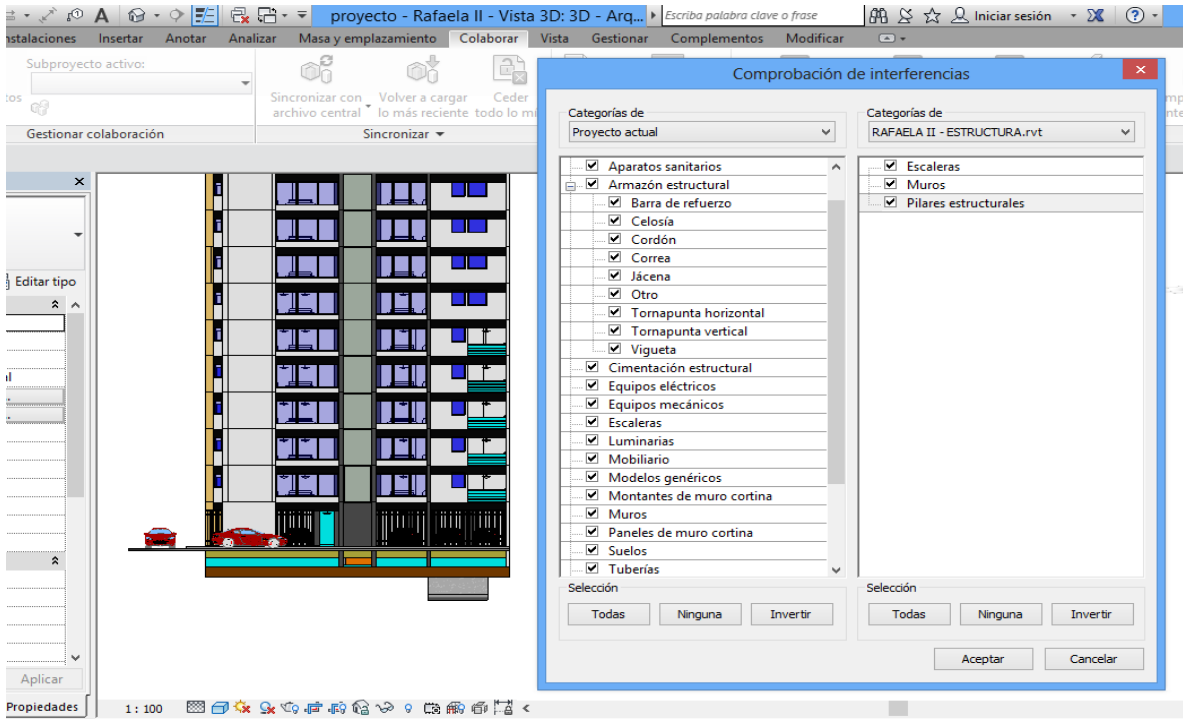 proyecto - Rafaela II - Vista 3D: 3D - Arq...
Escriba palabra clave o frase
Iniciar sesión
Insertar Anotar Analizar Masa y emplazamiento Colaborar Vista Gestionar Complementos Modificar
Subproyecto activo:
Sincronizar con archivo central
Volver a cargar lo más reciente
Ceder
Gestionar colaboración
Sincronizar
Editar tipo
Aplicar
Propiedades
1 : 100
Comprobación de interferencias
Categorías de
Proyecto actual
Aparatos sanitarios
Armazón estructural
Barra de refuerzo
Celosía
Cordón
Correa
Jácena
Otro
Tornapunta horizontal
Tornapunta vertical
Vigueta
Cimentación estructural
Equipos eléctricos
Equipos mecánicos
Escaleras
Luminarias
Mobiliario
Modelos genéricos
Montantes de muro cortina
Muros
Paneles de muro cortina
Suelos
Tuberías
Selección
Todas Ninguna Invertir
Categorías de
RAFAELA II - ESTRUCTURA.rvt
Escaleras
Muros
Pilares estructurales
Selección
Todas Ninguna Invertir
Aceptar Cancelar